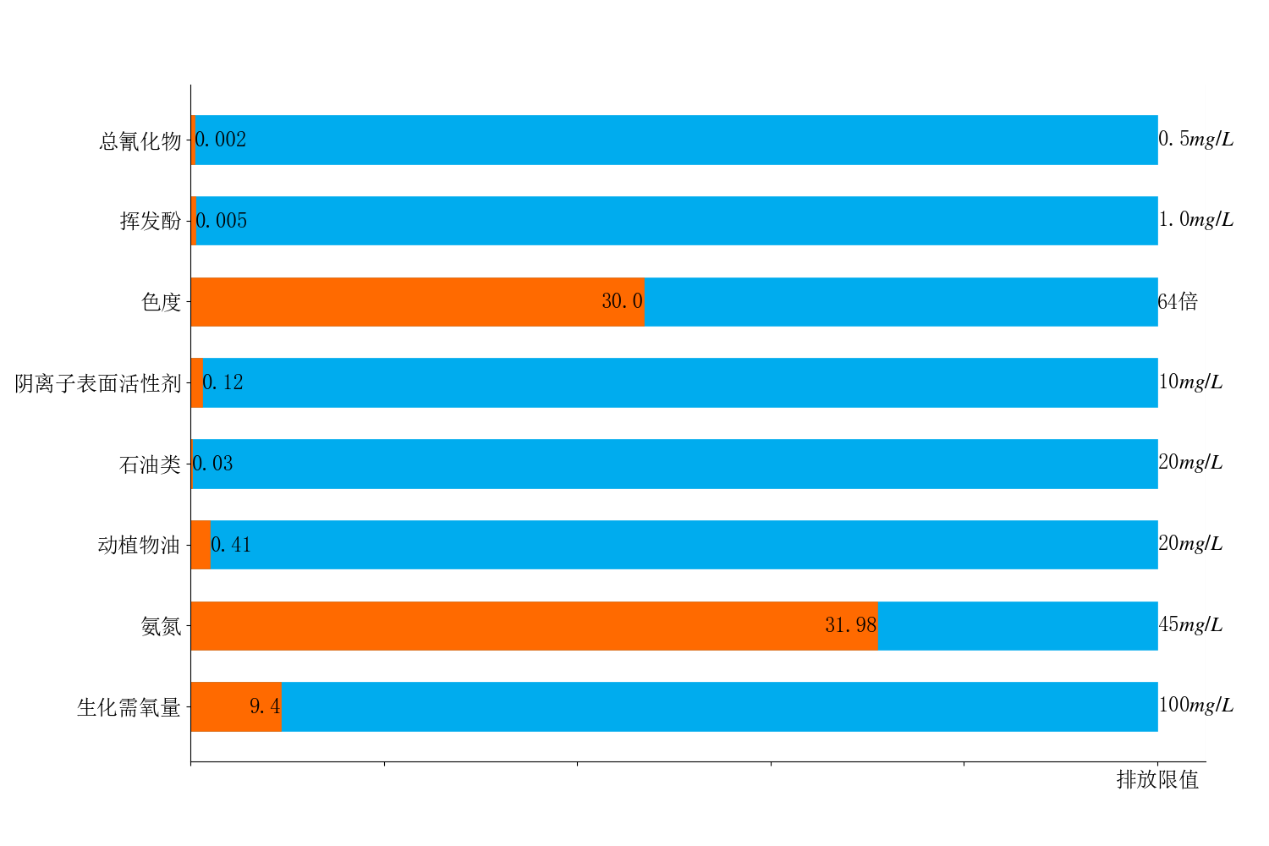 总氰化物 0.002 0.5mg/L
挥发酚 0.005 1.0mg/L
色度 30.0 64倍
阴离子表面活性剂 0.12 10mg/L
石油类 0.03 20mg/L
动植物油 0.41 20mg/L
氨氮 31.98 45mg/L
生化需氧量 9.4 100mg/L
排放限值